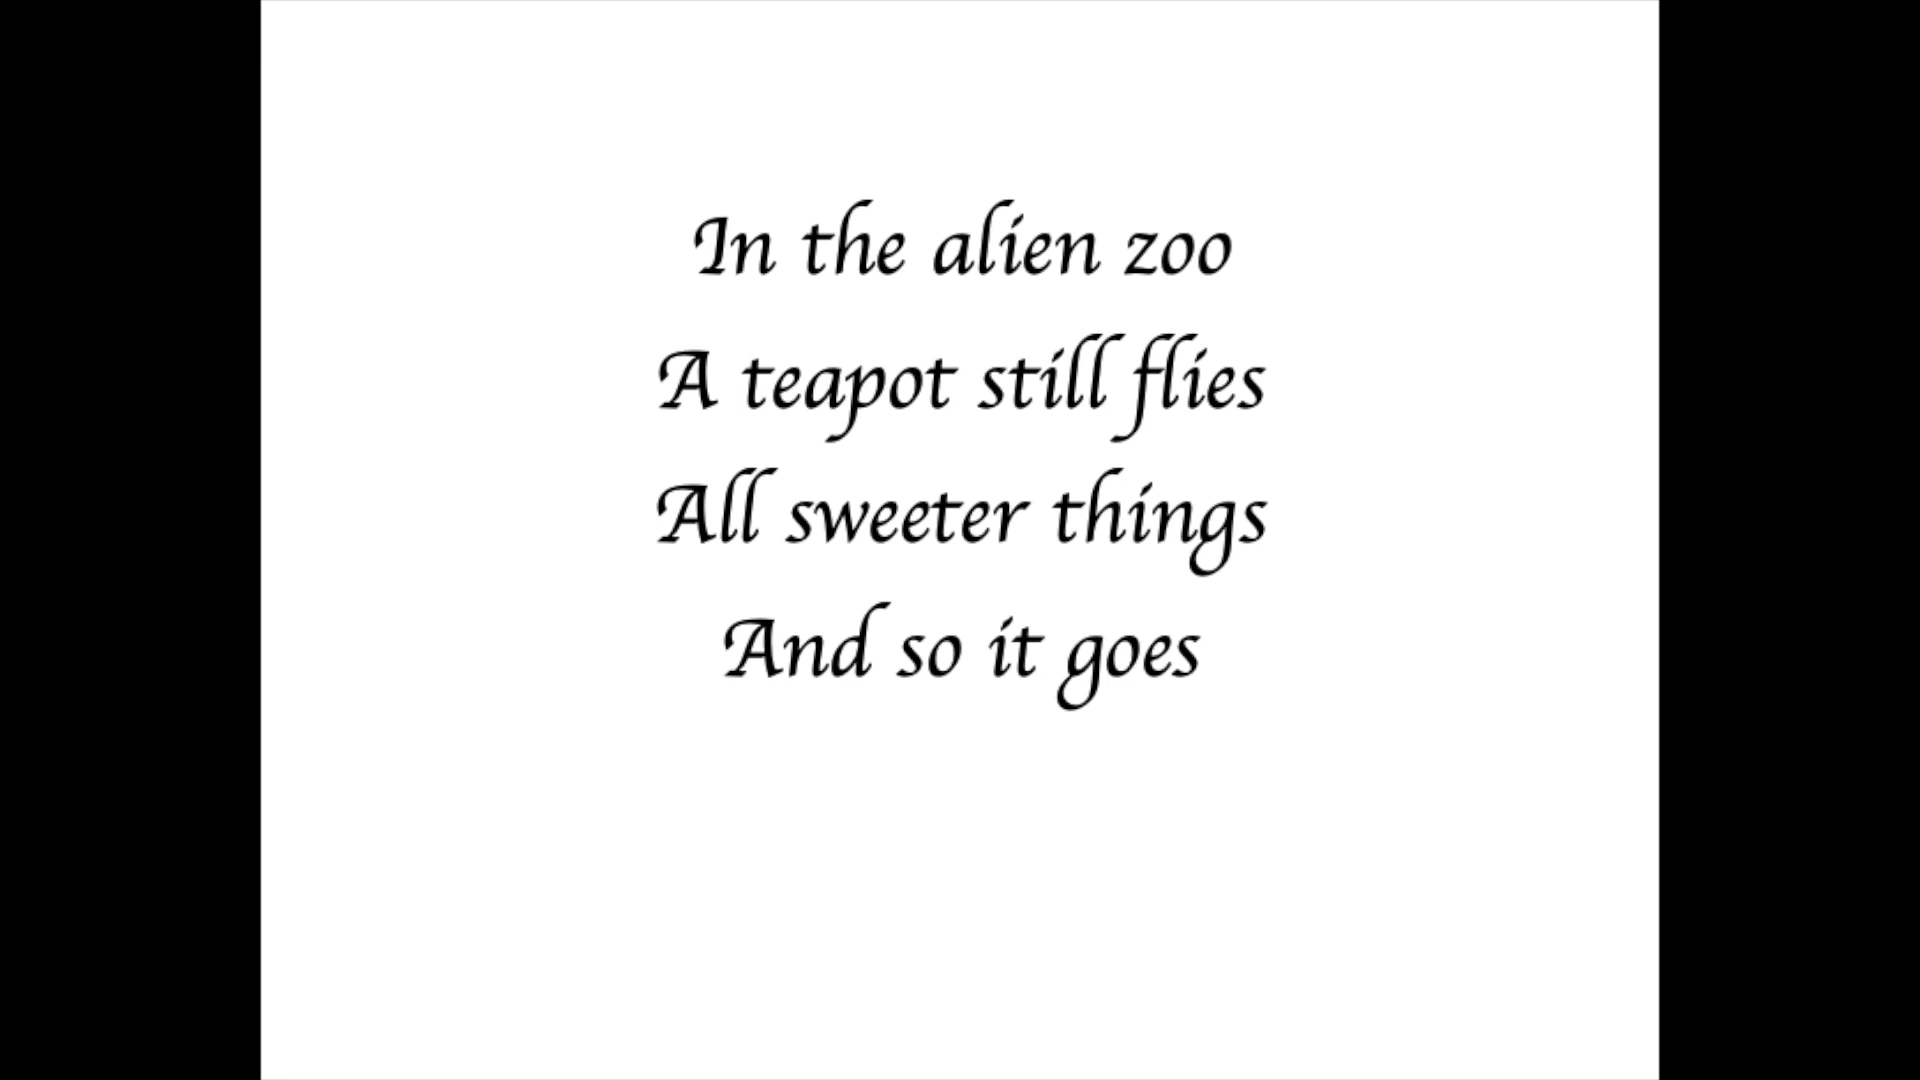 In the alien zoo
A teapot still flies
All sweeter things
And so it goes